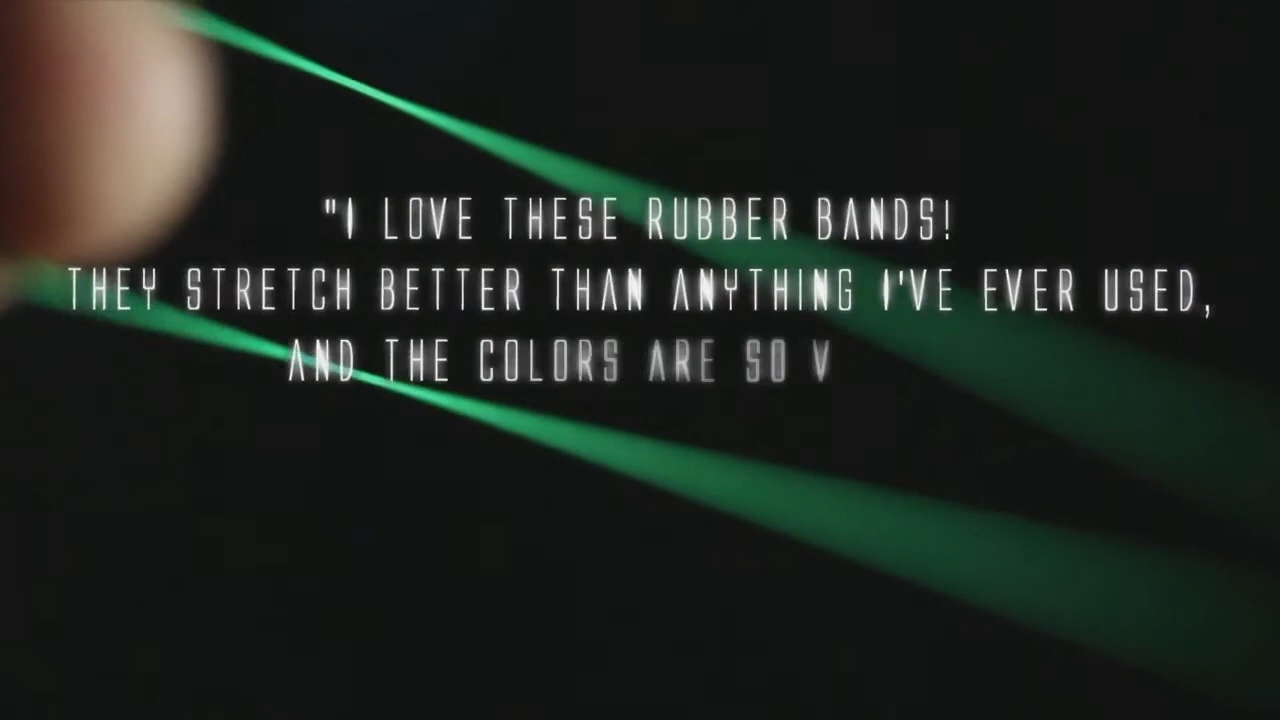 "I LOVE THESE RUBBER BANDS!
THEY STRETCH BETTER THAN ANYTHING I'VE EVER USED,
AND THE COLORS ARE SO V